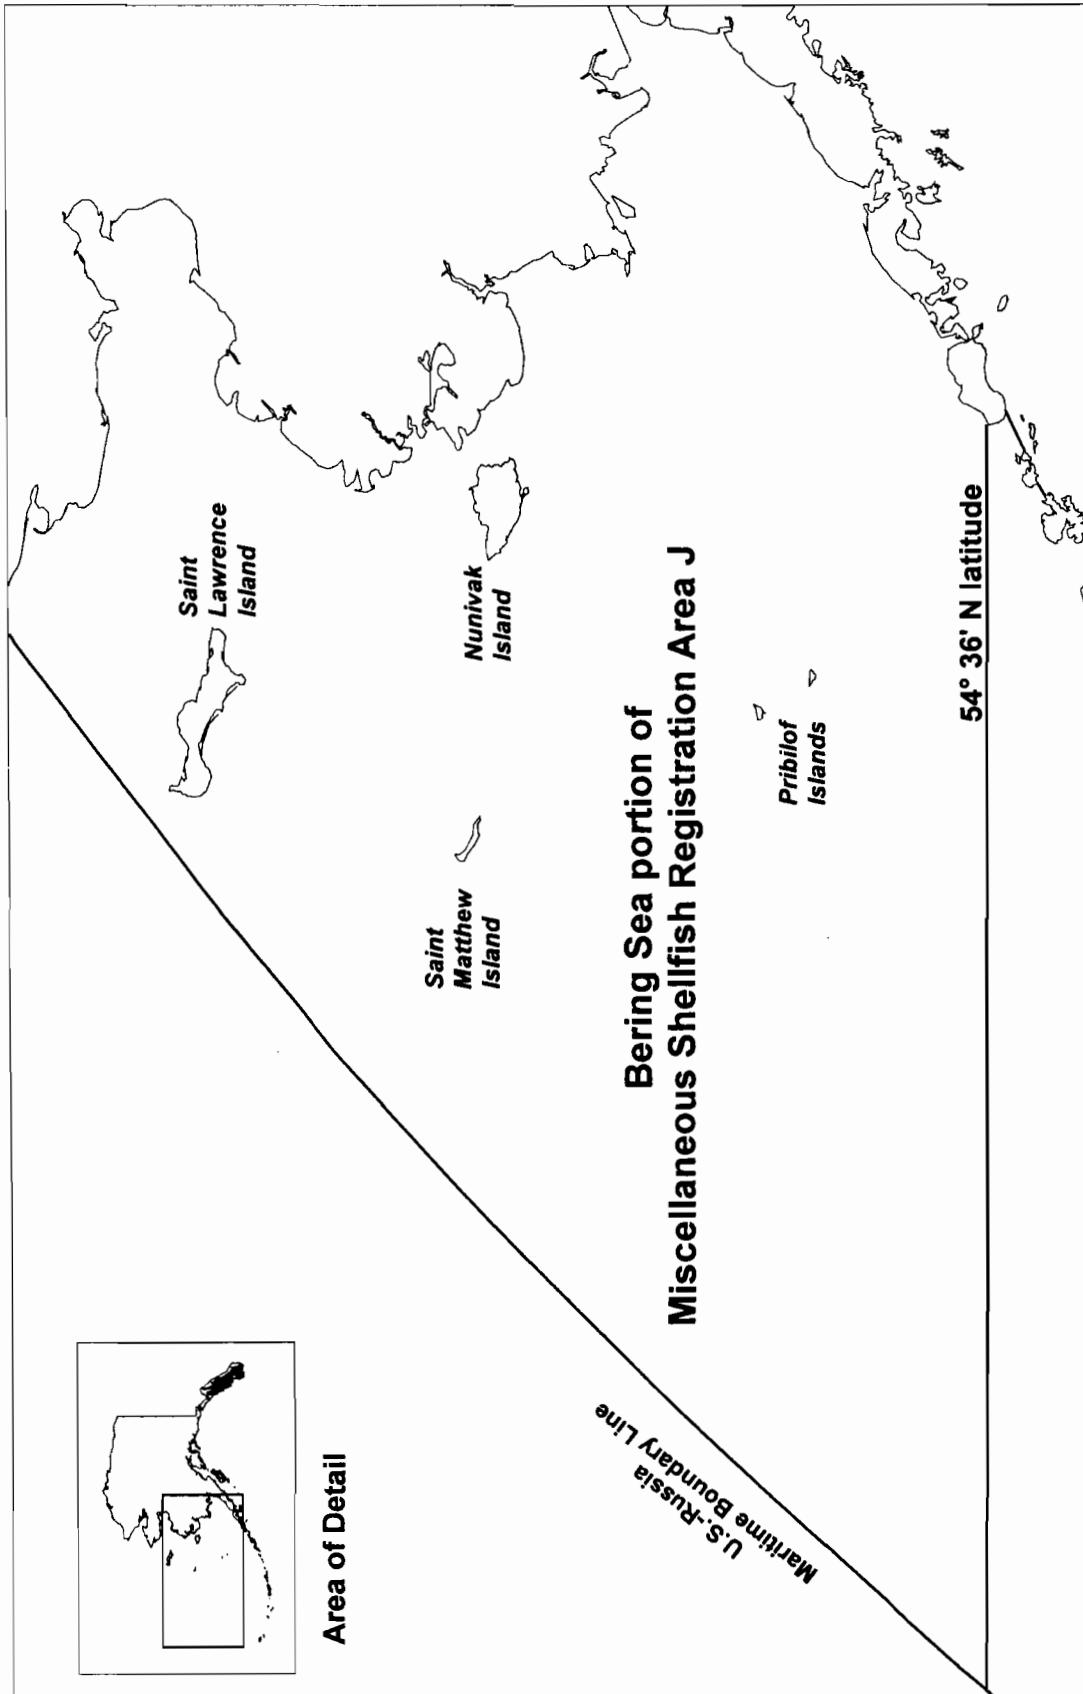 Area of Detail
U.S.-Russia
Maritime Boundary Line
Saint
Lawrence
Island
Saint
Matthew
Island
Nunivak
Island
Bering Sea portion of
Miscellaneous Shellfish Registration Area J
Pribilof
Islands
54° 36' N latitude